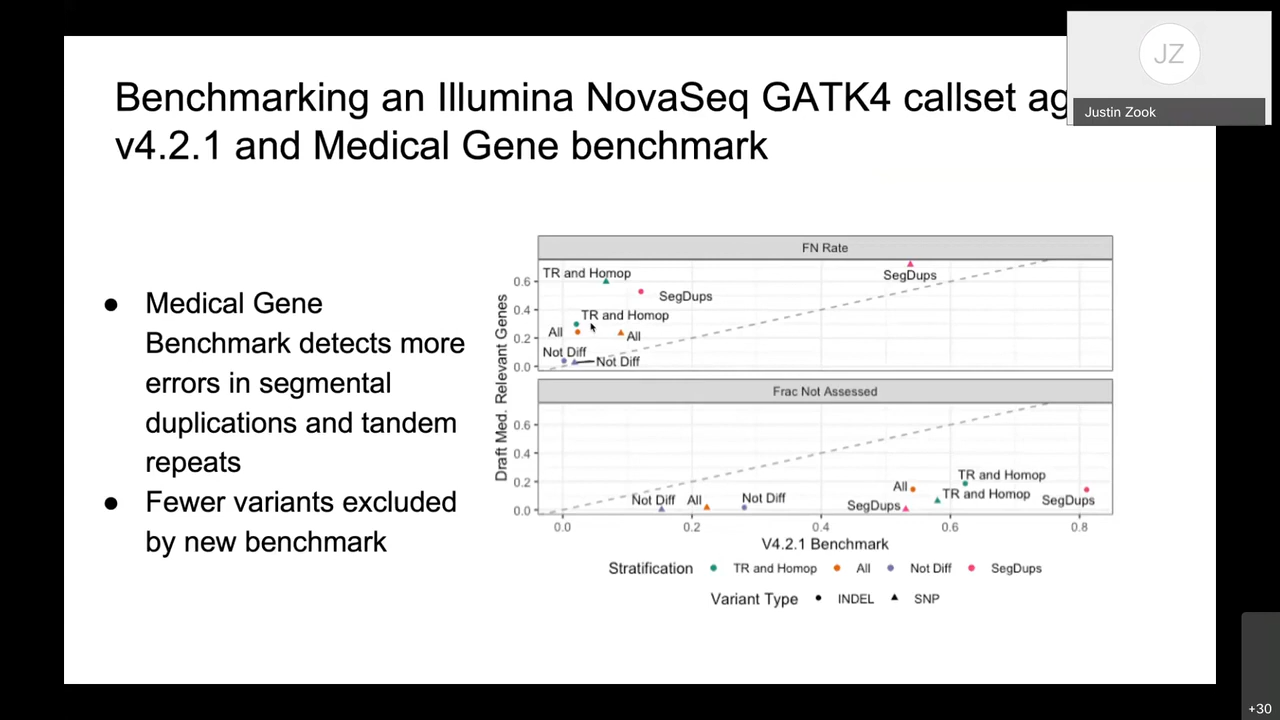 Benchmarking an Illumina NovaSeq GATK4 callset ag
v4.2.1 and Medical Gene benchmark
JZ
Justin Zook
● Medical Gene
Benchmark detects more
errors in segmental
duplications and tandem
repeats
● Fewer variants excluded
by new benchmark
Draft Med. Relevant Genes
FN Rate
0.6
0.4
0.2
0.0
TR and Homop
SegDups
SegDups
TR and Homop
All
All
Not Diff
Not Diff
Frac Not Assessed
0.6
0.4
0.2
0.0
TR and Homop
All
TR and Homop
Not Diff
All
Not Diff
SegDups
SegDups
0.0 0.2 0.4 0.6 0.8
V4.2.1 Benchmark
Stratification TR and Homop All Not Diff SegDups
Variant Type INDEL SNP
+30